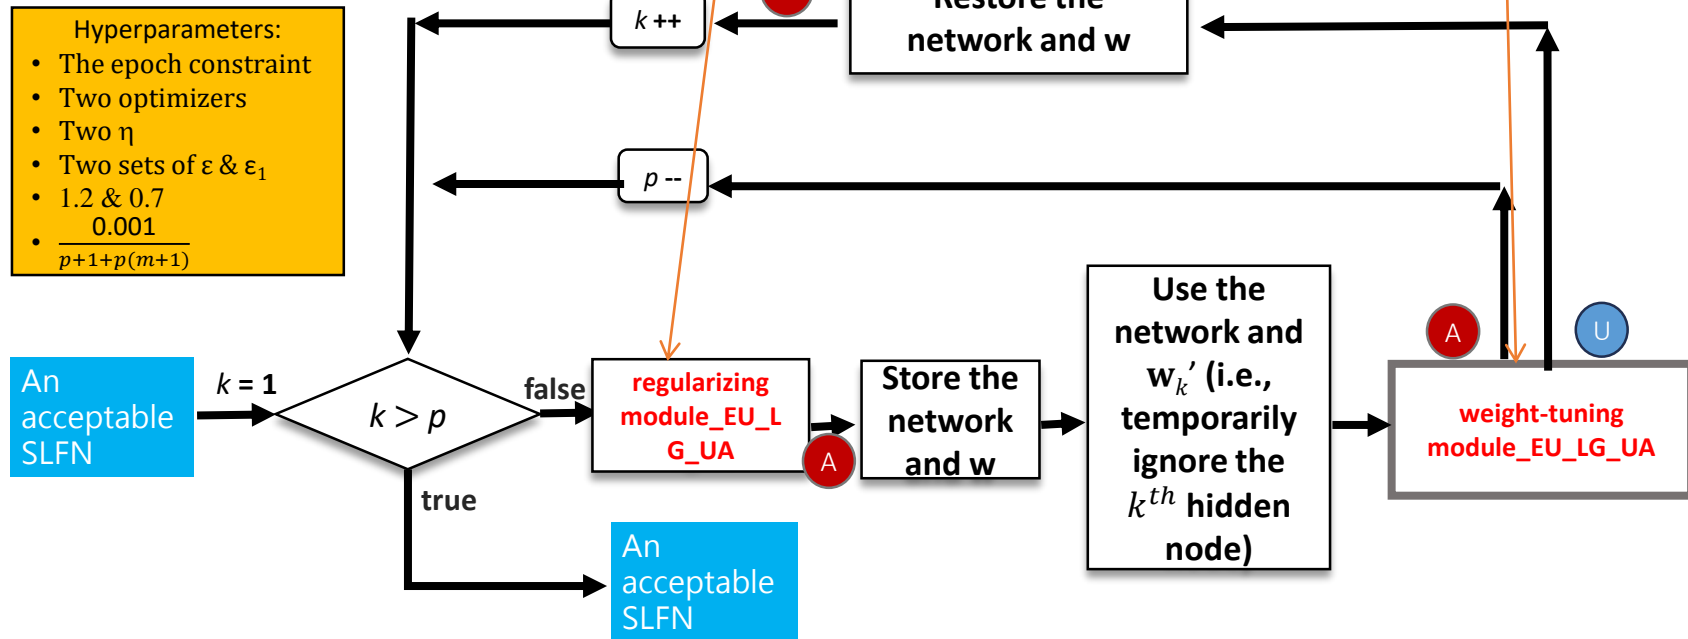 Hyperparameters:
• The epoch constraint
• Two optimizers
• Two η
• Two sets of ε & ε₁
• 1.2 & 0.7
• 0.001
p+1+p(m+1)
k ++
Restore the
network and w
p --
An
acceptable
SLFN
k = 1
k > p
false
true
regularizing
module_EU_L
G_UA
A
Store the
network
and w
Use the
network and
wₖ’ (i.e.,
temporarily
ignore the
kᵗʰ hidden
node)
A
U
weight-tuning
module_EU_LG_UA
An
acceptable
SLFN